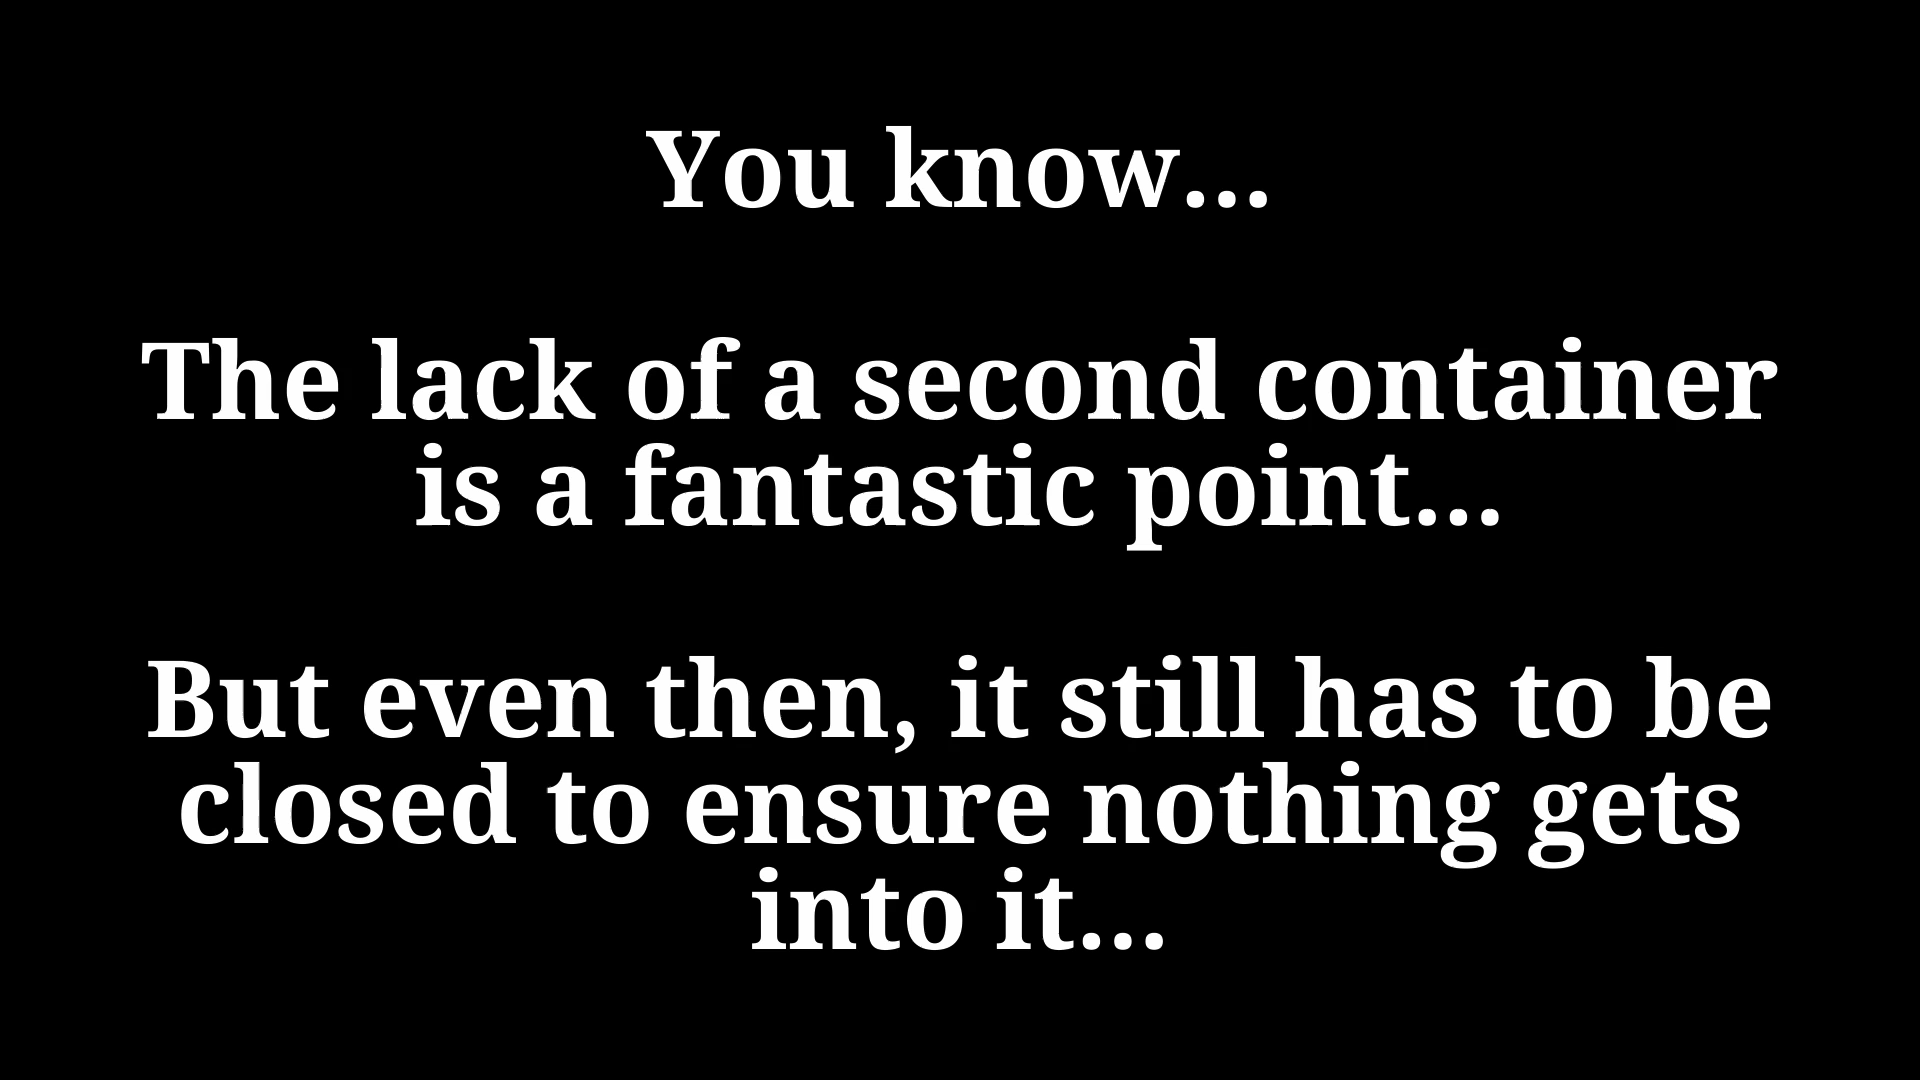 You know...
The lack of a second container
is a fantastic point...
But even then, it still has to be
closed to ensure nothing gets
into it...